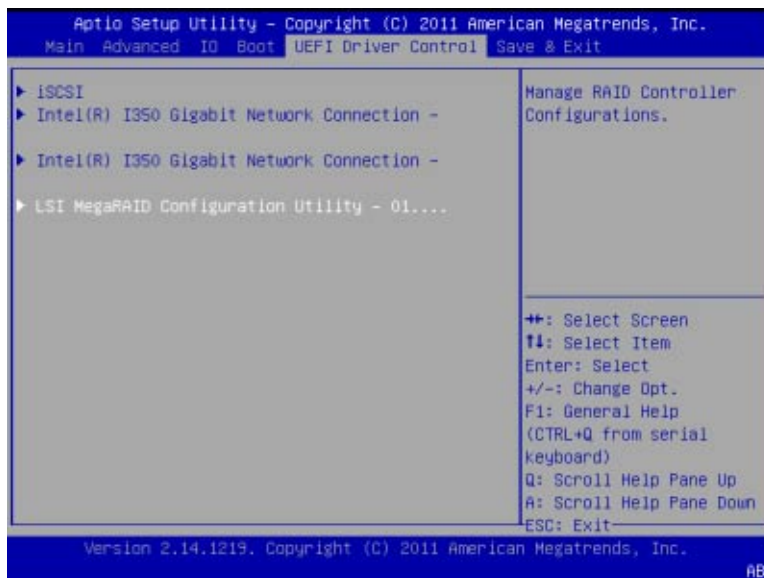 Aptio Setup Utility – Copyright (C) 2011 American Megatrends, Inc.
Main Advanced IO Boot UEFI Driver Control Save & Exit
▶ iSCSI
▶ Intel(R) I350 Gigabit Network Connection –
▶ Intel(R) I350 Gigabit Network Connection –
▶ LSI MegaRAID Configuration Utility – 01....
Manage RAID Controller
Configurations.
→←: Select Screen
↑↓: Select Item
Enter: Select
+/-: Change Opt.
F1: General Help
(CTRL+Q from serial
keyboard)
Q: Scroll Help Pane Up
A: Scroll Help Pane Down
ESC: Exit
Version 2.14.1219. Copyright (C) 2011 American Megatrends, Inc.
AB